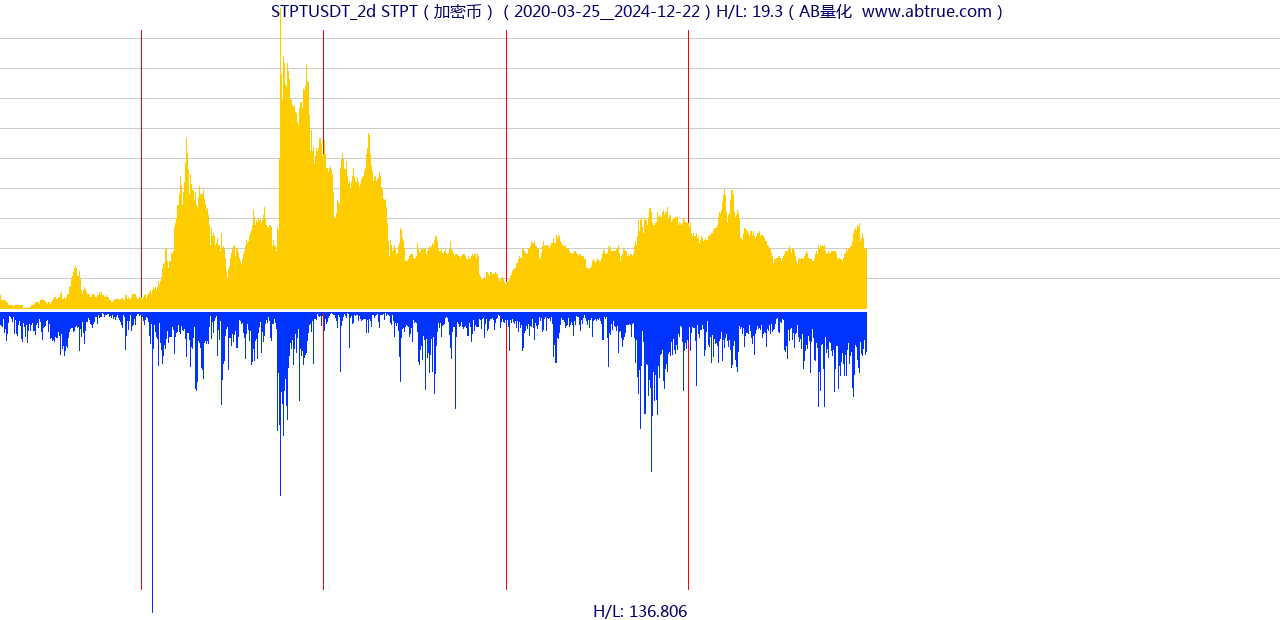 STPTUSDT_2d STPT（加密币）（2020-03-25__2024-12-22）H/L: 19.3（AB量化  www.abtrue.com）
H/L: 136.806